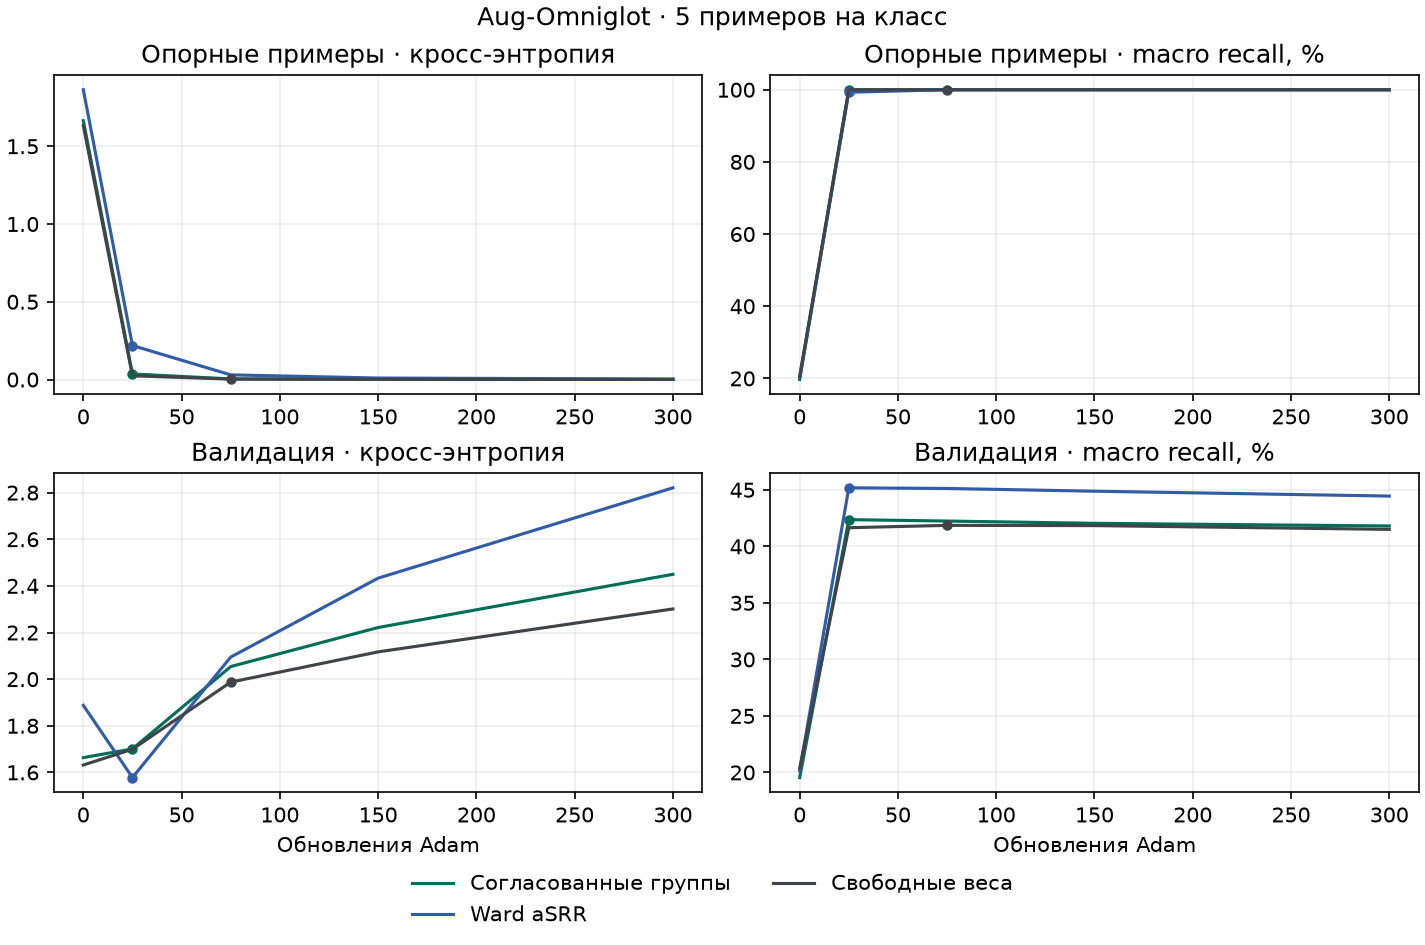 Aug-Omniglot · 5 примеров на класс
Опорные примеры · кросс-энтропия
1.5
1.0
0.5
0.0
0 50 100 150 200 250 300
Опорные примеры · macro recall, %
100
80
60
40
20
0 50 100 150 200 250 300
Валидация · кросс-энтропия
2.8
2.6
2.4
2.2
2.0
1.8
1.6
0 50 100 150 200 250 300
Обновления Adam
Валидация · macro recall, %
45
40
35
30
25
20
0 50 100 150 200 250 300
Обновления Adam
Согласованные группы
Ward aSRR
Свободные веса